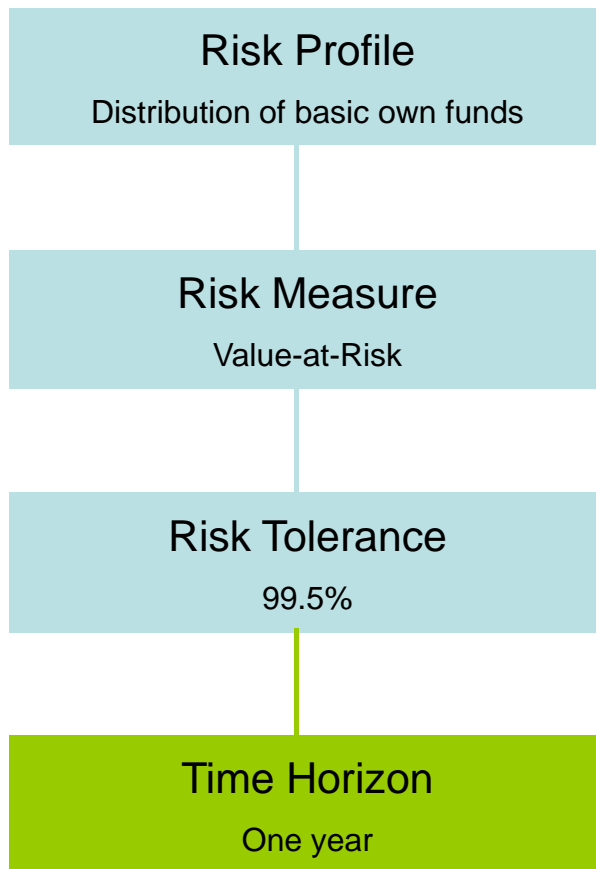 Risk Profile
Distribution of basic own funds
Risk Measure
Value-at-Risk
Risk Tolerance
99.5%
Time Horizon
One year